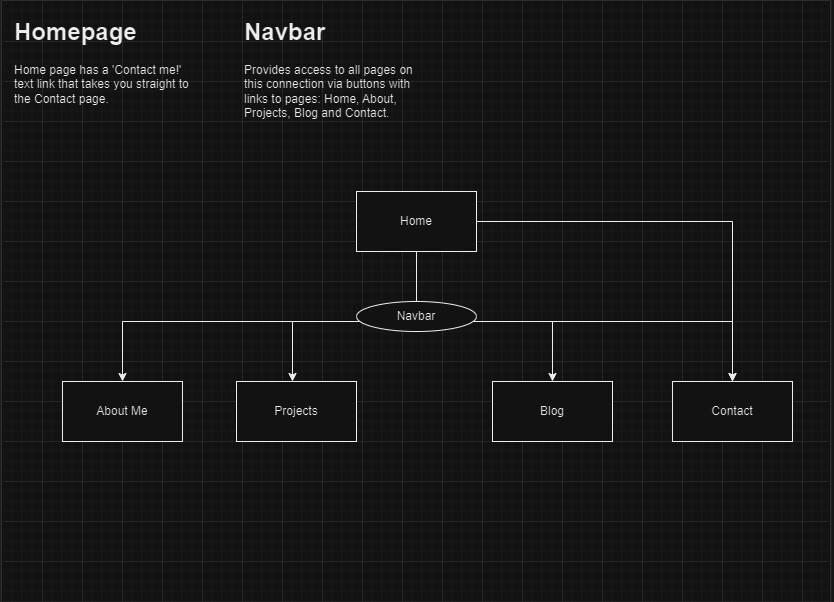 Homepage
Home page has a 'Contact me!'
text link that takes you straight to
the Contact page.
Navbar
Provides access to all pages on
this connection via buttons with
links to pages: Home, About,
Projects, Blog and Contact.
Home
Navbar
About Me
Projects
Blog
Contact